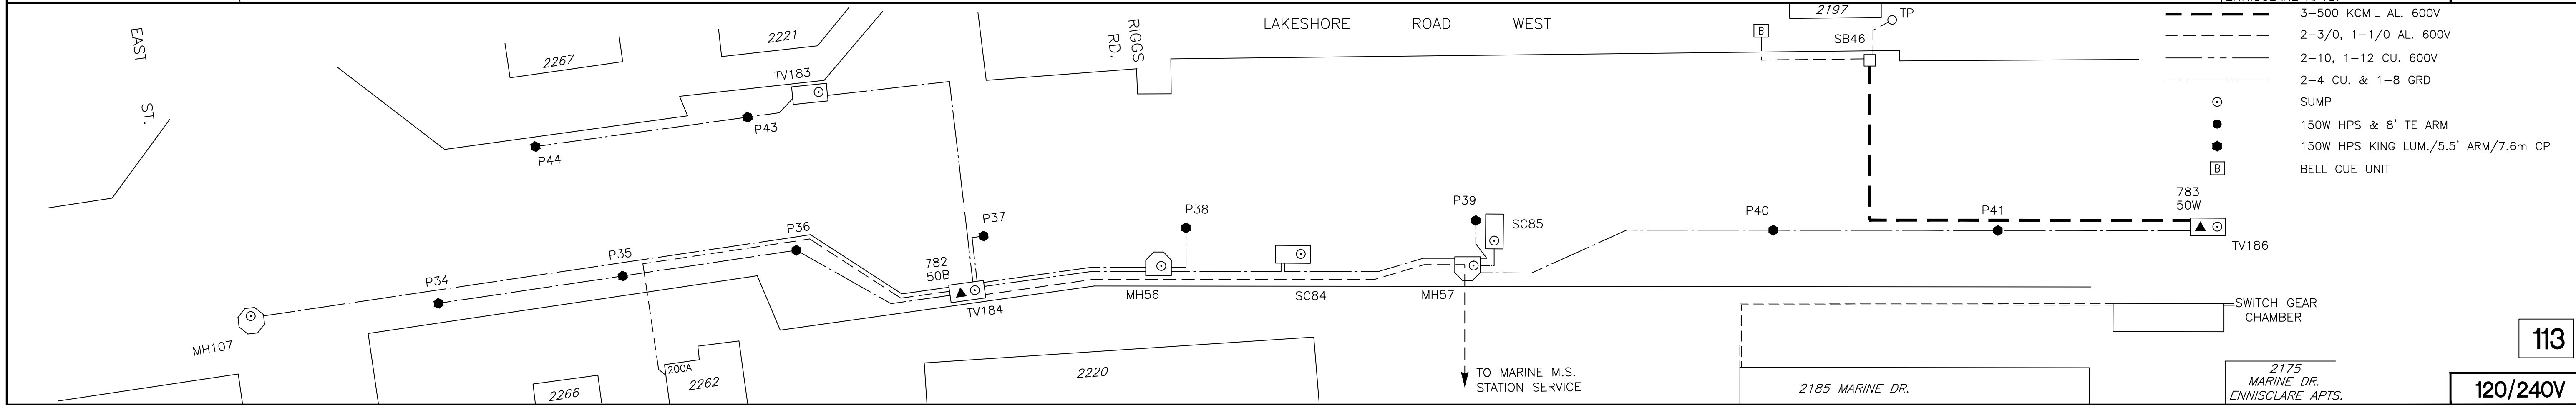 EAST
ST.
2267
2221
TV183
P43
P44
RIGGS
RD.
LAKESHORE ROAD WEST
2197
TP
B
SB46
3-500 KCMIL AL. 600V
2-3/0, 1-1/0 AL. 600V
2-10, 1-12 CU. 600V
2-4 CU. & 1-8 GRD
SUMP
150W HPS & 8' TE ARM
150W HPS KING LUM./5.5' ARM/7.6m CP
B
BELL CUE UNIT
P34
P35
P36
P37
P38
P39
SC85
P40
P41
783
50W
TV186
782
50B
TV184
MH56
SC84
MH57
MH107
200A
2266
2262
2220
TO MARINE M.S.
STATION SERVICE
SWITCH GEAR
CHAMBER
2185 MARINE DR.
2175
MARINE DR.
ENNISCLARE APTS.
113
120/240V